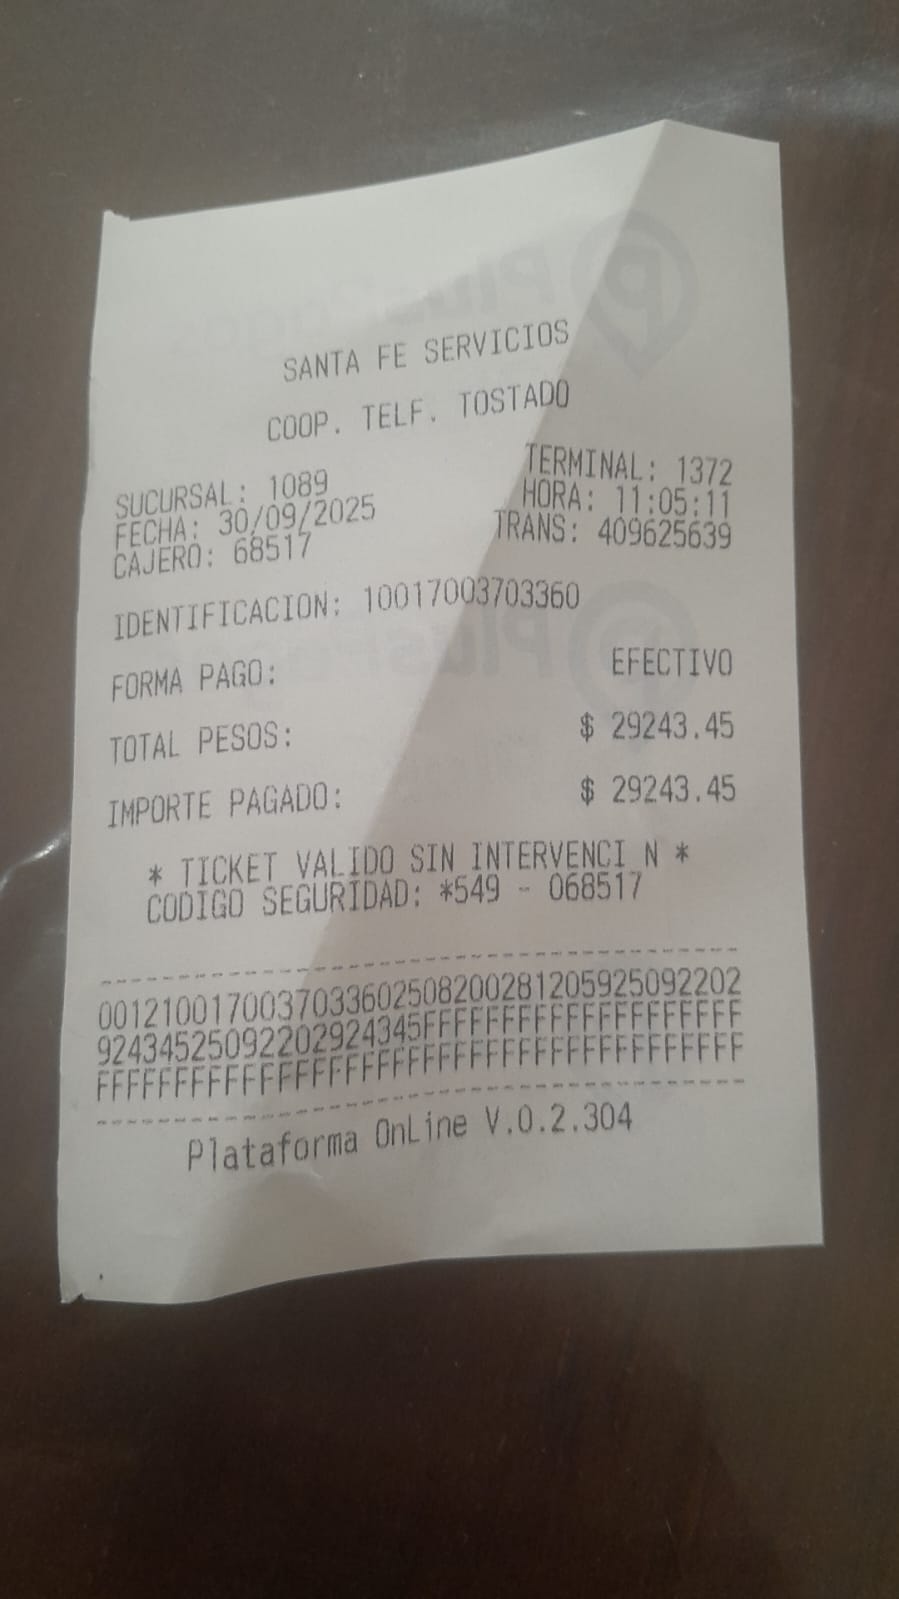 SANTA FE SERVICIOS
COOP. TELF. TOSTADO
SUCURSAL: 1089 TERMINAL: 1372
FECHA: 30/09/2025 HORA: 11:05:11
CAJERO: 68517 TRANS: 409625639
IDENTIFICACION: 10017003703360
FORMA PAGO: EFECTIVO
TOTAL PESOS: $ 29243.45
IMPORTE PAGADO: $ 29243.45
* TICKET VALIDO SIN INTERVENCI N *
CODIGO SEGURIDAD: *549 - 068517
0012100170037033602508200281205925092202
92434525092202924345FFFFFFFFFFFFFFFFFFFF
FFFFFFFFFFFFFFFFFFFFFFFFFFFFFFFFFFFFFFFF
Plataforma OnLine V.0.2.304